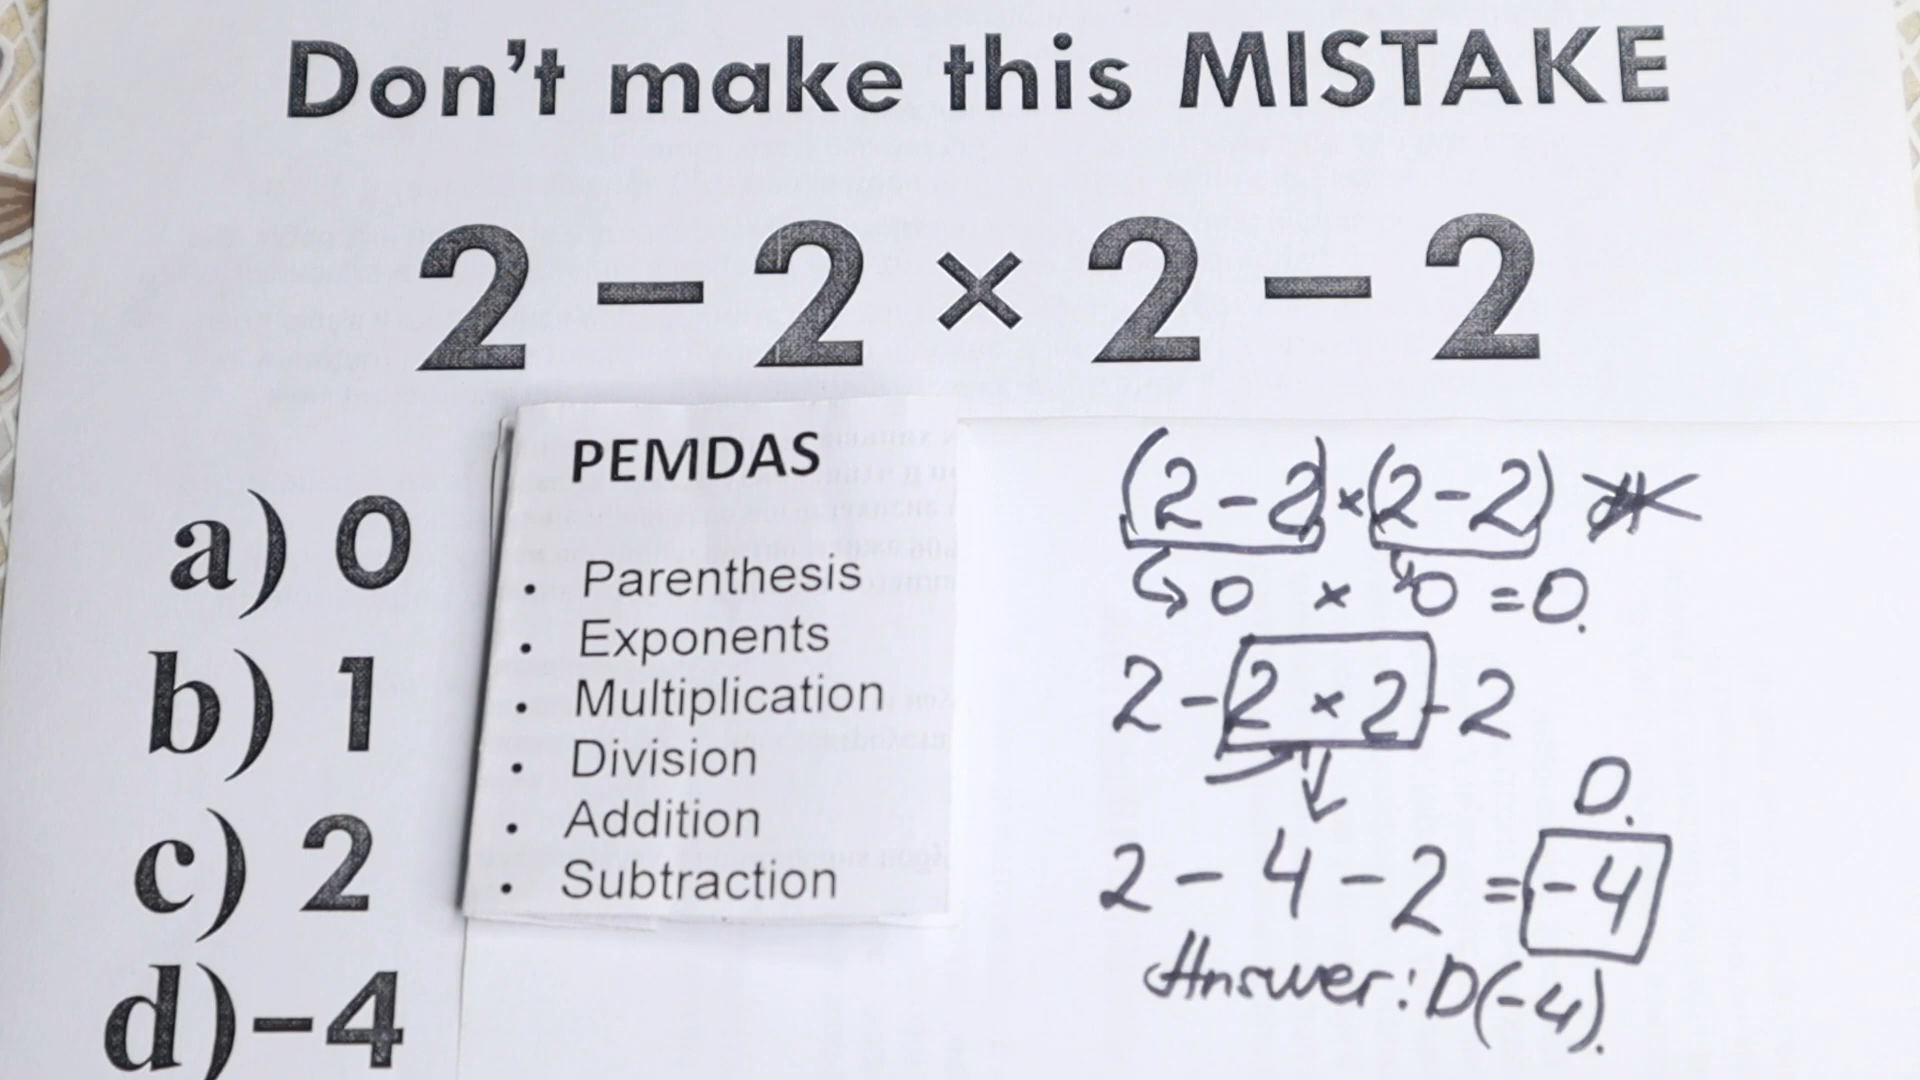 Don't make this MISTAKE
2 − 2 × 2 − 2
a) 0
b) 1
c) 2
d) −4
PEMDAS
• Parenthesis
• Exponents
• Multiplication
• Division
• Addition
• Subtraction
(2 - 2) × (2 - 2)
0 × 0 = 0.
2 - 2 × 2 - 2
D.
2 - 4 - 2 = -4
Answer: D(-4).